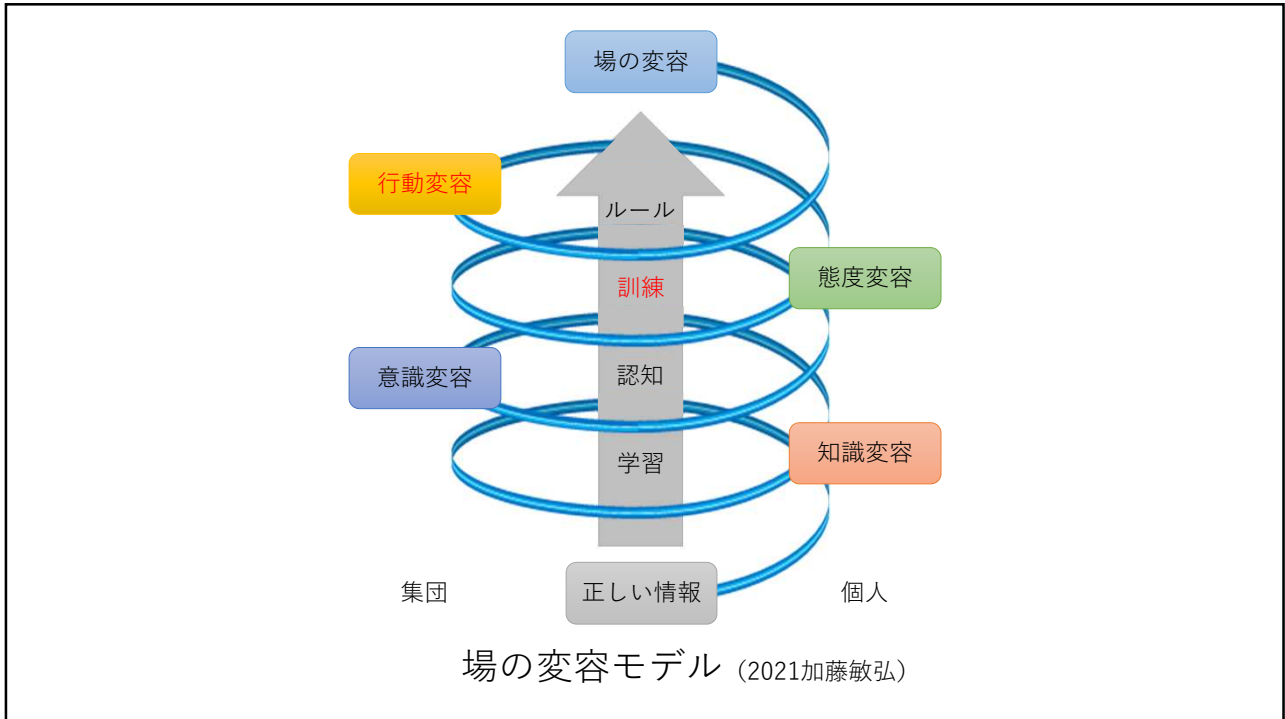 場の変容
行動変容
ルール
態度変容
訓練
意識変容
認知
知識変容
学習
集団
正しい情報
個人
場の変容モデル（2021加藤敏弘）